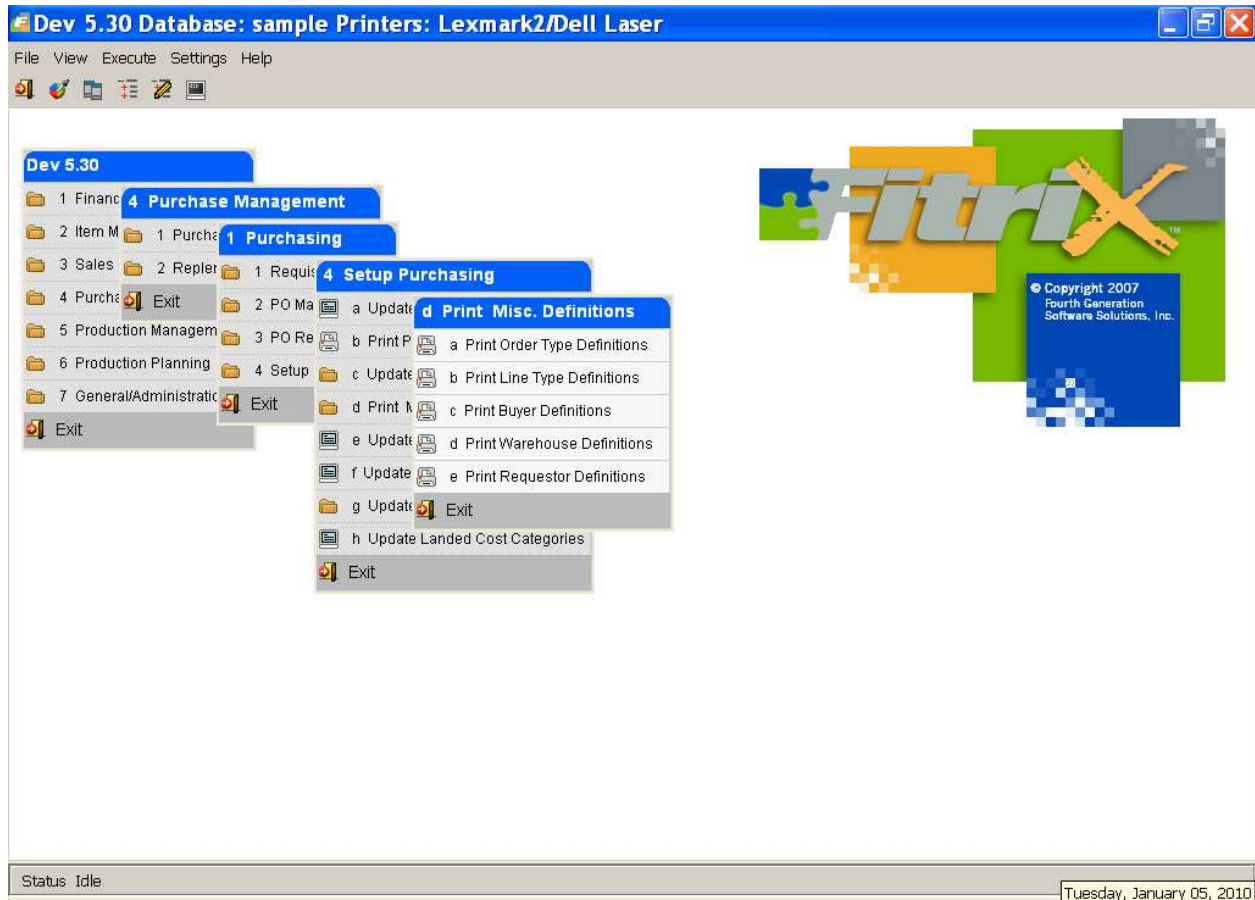 Dev 5.30 Database: sample Printers: Lexmark2/Dell Laser
File View Execute Settings Help
Dev 5.30
1 Financ
2 Item M
3 Sales
4 Purcha
5 Production Managem
6 Production Planning
7 General/Administratio
Exit
4 Purchase Management
1 Purcha
2 Repler
Exit
1 Purchasing
1 Requis
2 PO Ma
3 PO Re
4 Setup
Exit
4 Setup Purchasing
a Update
b Print P
c Update
d Print M
e Update
f Update
g Update
h Update Landed Cost Categories
Exit
d Print Misc. Definitions
a Print Order Type Definitions
b Print Line Type Definitions
c Print Buyer Definitions
d Print Warehouse Definitions
e Print Requestor Definitions
Exit
FitriX
TM
© Copyright 2007
Fourth Generation
Software Solutions, Inc.
Status Idle
Tuesday, January 05, 2010